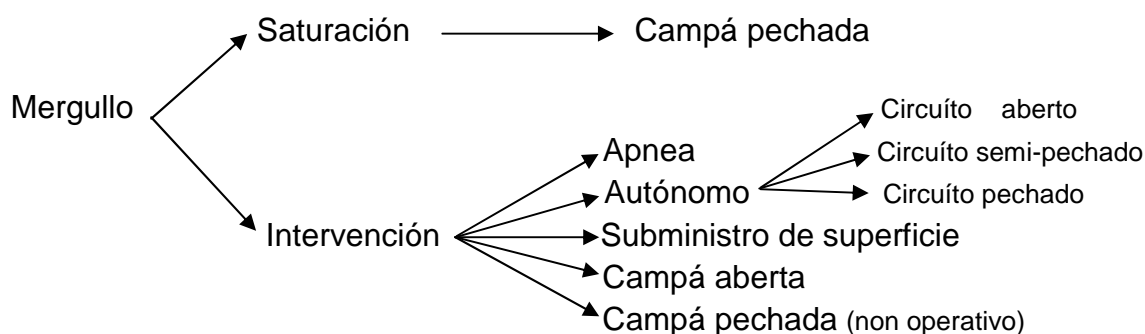 Saturación Campá pechada
Mergullo
Circuíto aberto
Apnea
Circuíto semi-pechado
Autónomo
Circuíto pechado
Intervención
Subministro de superficie
Campá aberta
Campá pechada (non operativo)